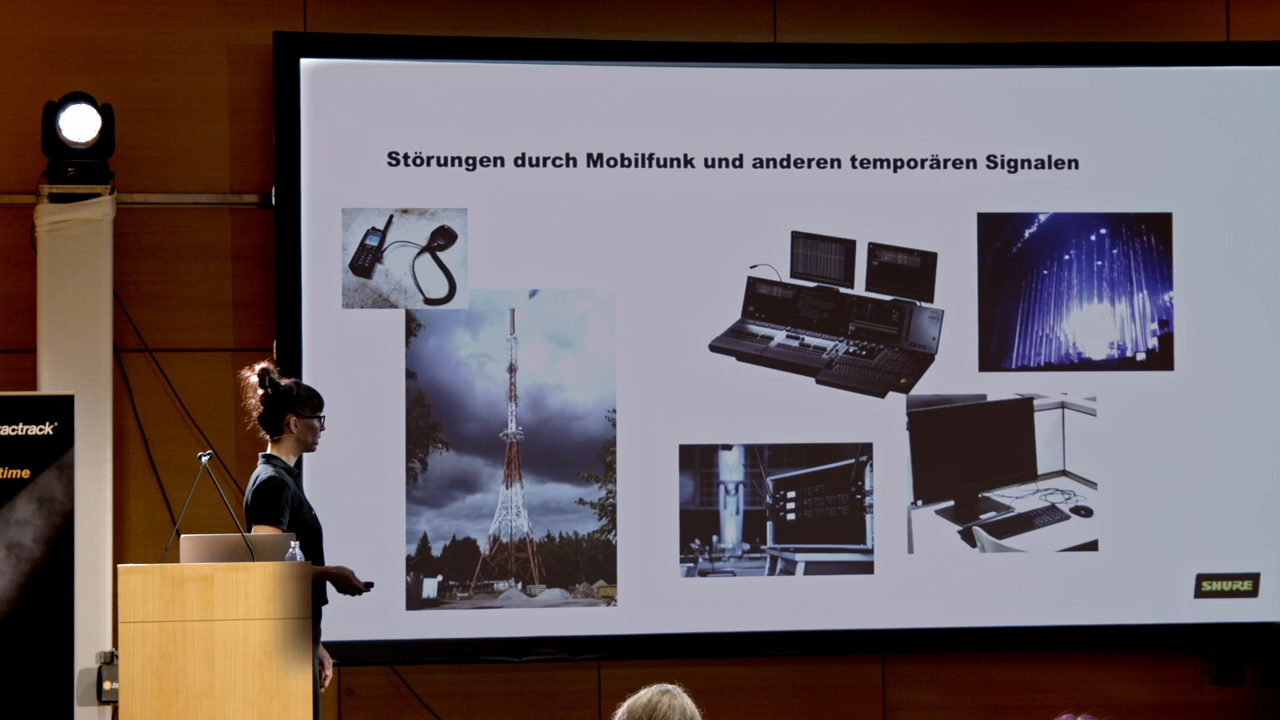 Störungen durch Mobilfunk und anderen temporären Signalen
actrack®
time
SHURE